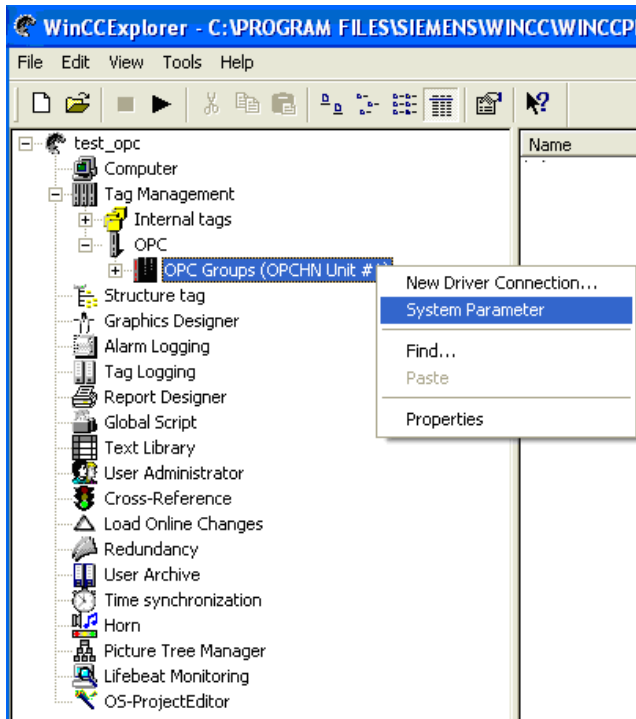 WinCCExplorer - C:\PROGRAM FILES\SIEMENS\WINCC\WINCCP
File Edit View Tools Help
test_opc
Name
Computer
Tag Management
Internal tags
OPC
OPC Groups (OPCHN Unit #
New Driver Connection...
System Parameter
Find...
Paste
Properties
Structure tag
Graphics Designer
Alarm Logging
Tag Logging
Report Designer
Global Script
Text Library
User Administrator
Cross-Reference
Load Online Changes
Redundancy
User Archive
Time synchronization
Horn
Picture Tree Manager
Lifebeat Monitoring
OS-ProjectEditor